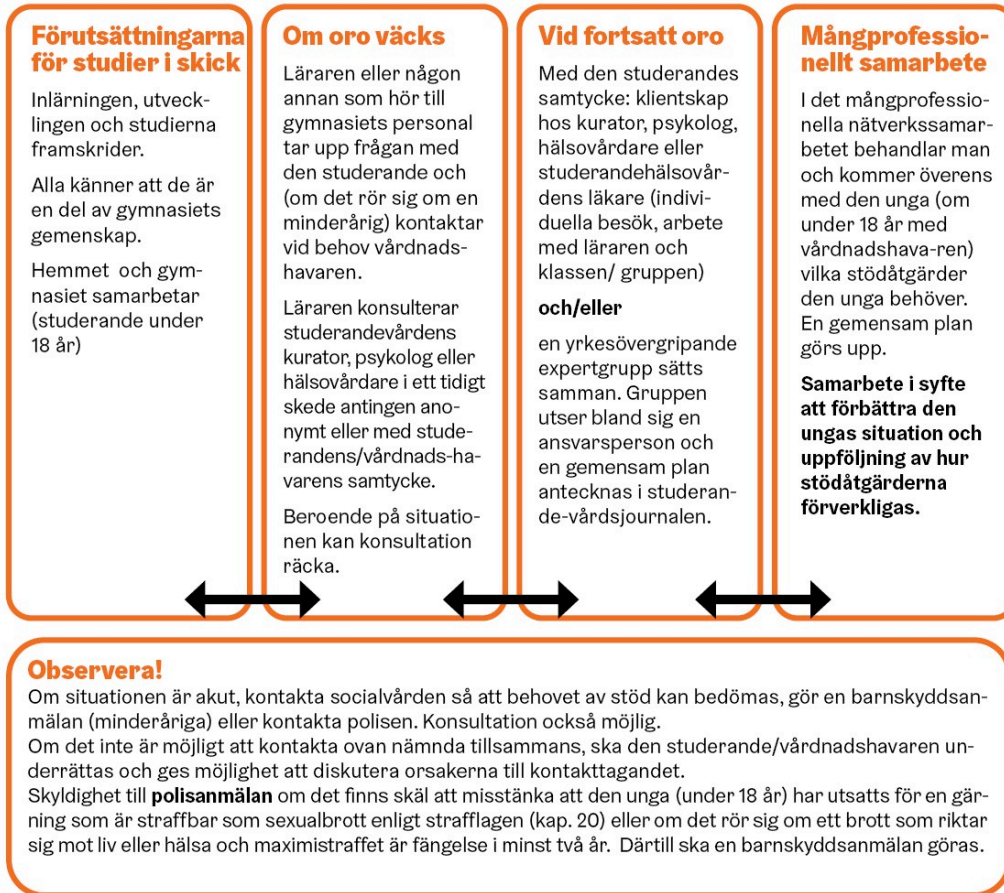 Förutsättningarna
för studier i skick
Inlärningen, utveck-
lingen och studierna
framskrider.
Alla känner att de är
en del av gymnasiets
gemenskap.
Hemmet och gym-
nasiet samarbetar
(studerande under
18 år)
Om oro väcks
Läraren eller någon
annan som hör till
gymnasiets personal
tar upp frågan med
den studerande och
(om det rör sig om en
minderårig) kontaktar
vid behov vårdnads-
havaren.
Läraren konsulterar
studerandevårdens
kurator, psykolog eller
hälsovårdare i ett tidigt
skede antingen ano-
nymt eller med stude-
randens/vårdnads-ha-
varens samtycke.
Beroende på situatio-
nen kan konsultation
räcka.
Vid fortsatt oro
Med den studerandes
samtycke: klientskap
hos kurator, psykolog,
hälsovårdare eller
studerandehälsovår-
dens läkare (indivi-
duella besök, arbete
med läraren och
klassen/ gruppen)
och/eller
en yrkesövergripande
expertgrupp sätts
samman. Gruppen
utser bland sig en
ansvarsperson och
en gemensam plan
antecknas i studeran-
de-vårdsjournalen.
Mångprofessio-
nellt samarbete
I det mångprofessio-
nella nätverkssamar-
betet behandlar man
och kommer överens
med den unga (om
under 18 år med
vårdnadshava-ren)
vilka stödåtgärder
den unga behöver.
En gemensam plan
görs upp.
Samarbete i syfte
att förbättra den
ungas situation och
uppföljning av hur
stödåtgärderna
förverkligas.
Observera!
Om situationen är akut, kontakta socialvården så att behovet av stöd kan bedömas, gör en barnskyddsan-
mälan (minderåriga) eller kontakta polisen. Konsultation också möjlig.
Om det inte är möjligt att kontakta ovan nämnda tillsammans, ska den studerande/vårdnadshavaren un-
derrättas och ges möjlighet att diskutera orsakerna till kontakttagandet.
Skyldighet till polisanmälan om det finns skäl att misstänka att den unga (under 18 år) har utsatts för en gär-
ning som är straffbar som sexualbrott enligt strafflagen (kap. 20) eller om det rör sig om ett brott som riktar
sig mot liv eller hälsa och maximistraffet är fängelse i minst två år. Därtill ska en barnskyddsanmälan göras.